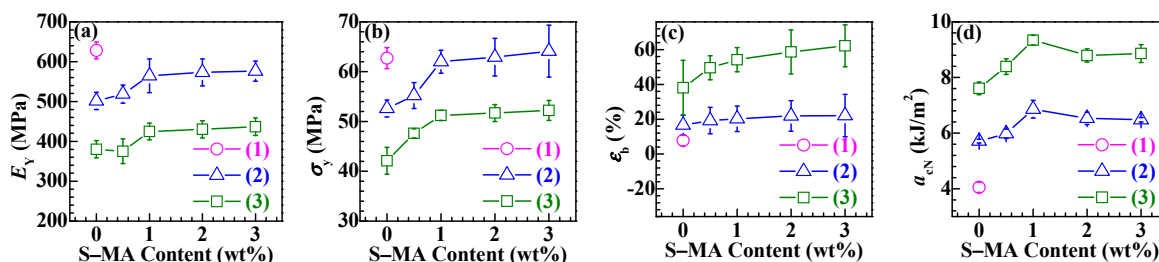 (a)
700
600
500
400
300
200
E_Y (MPa)
(1)
(2)
(3)
0 1 2 3
S–MA Content (wt%)
(b)
70
60
50
40
30
σ_y (MPa)
(1)
(2)
(3)
0 1 2 3
S–MA Content (wt%)
(c)
60
40
20
0
-20
ε_b (%)
(1)
(2)
(3)
0 1 2 3
S–MA Content (wt%)
(d)
10
8
6
4
a_cN (kJ/m²)
(1)
(2)
(3)
0 1 2 3
S–MA Content (wt%)